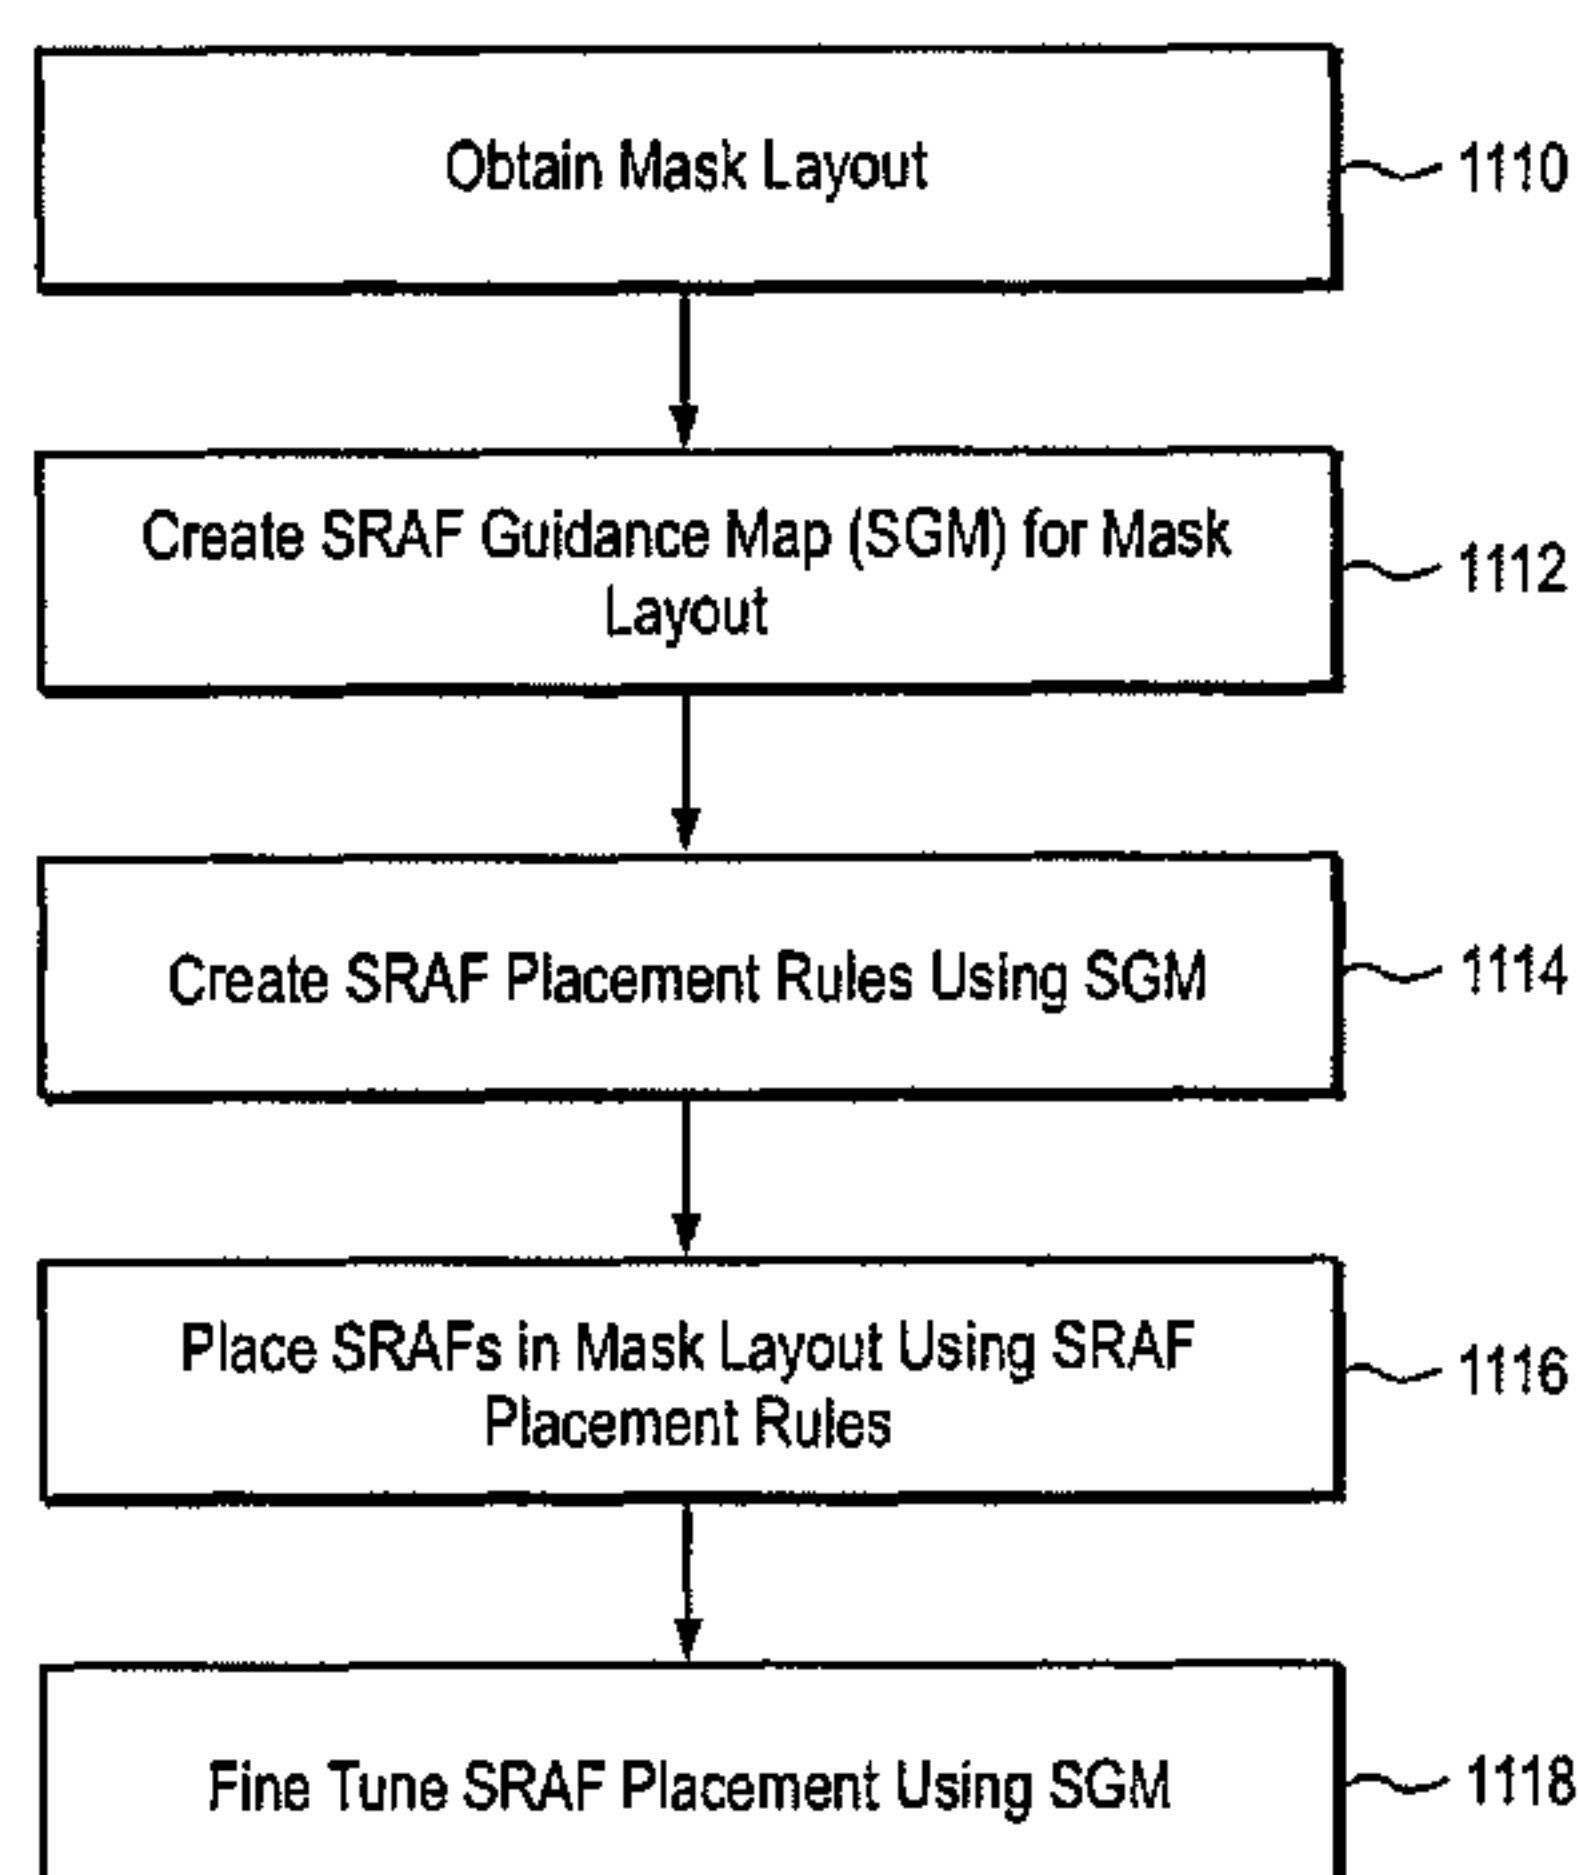 Obtain Mask Layout
1110
Create SRAF Guidance Map (SGM) for Mask
Layout
1112
Create SRAF Placement Rules Using SGM
1114
Place SRAFs in Mask Layout Using SRAF
Placement Rules
1116
Fine Tune SRAF Placement Using SGM
1118